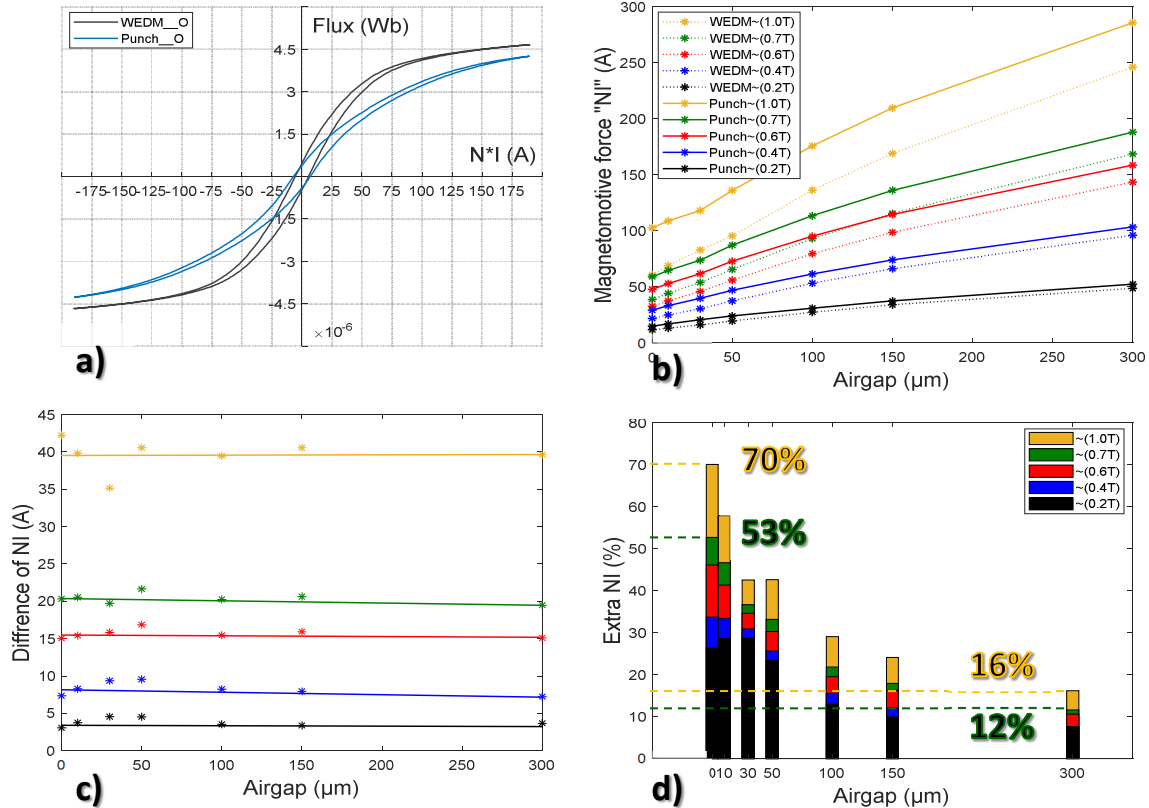 WEDM__O
Punch__O
Flux (Wb)
4.5
3
1.5
N*I (A)
-175 -150 -125 -100 -75 -50 -25 0 25 50 75 100 125 150 175
-1.5
-3
-4.5
×10⁻⁶
a)
Magnetomotive force "NI" (A)
300
250
200
150
100
50
0
WEDM~(1.0T)
WEDM~(0.7T)
WEDM~(0.6T)
WEDM~(0.4T)
WEDM~(0.2T)
Punch~(1.0T)
Punch~(0.7T)
Punch~(0.6T)
Punch~(0.4T)
Punch~(0.2T)
0 50 100 150 200 250 300
Airgap (μm)
b)
Diffrence of NI (A)
45
40
35
30
25
20
15
10
5
0
0 50 100 150 200 250 300
Airgap (μm)
c)
Extra NI (%)
80
70
60
50
40
30
20
10
0
70%
53%
16%
12%
~(1.0T)
~(0.7T)
~(0.6T)
~(0.4T)
~(0.2T)
0 10 30 50 100 150 300
Airgap (μm)
d)